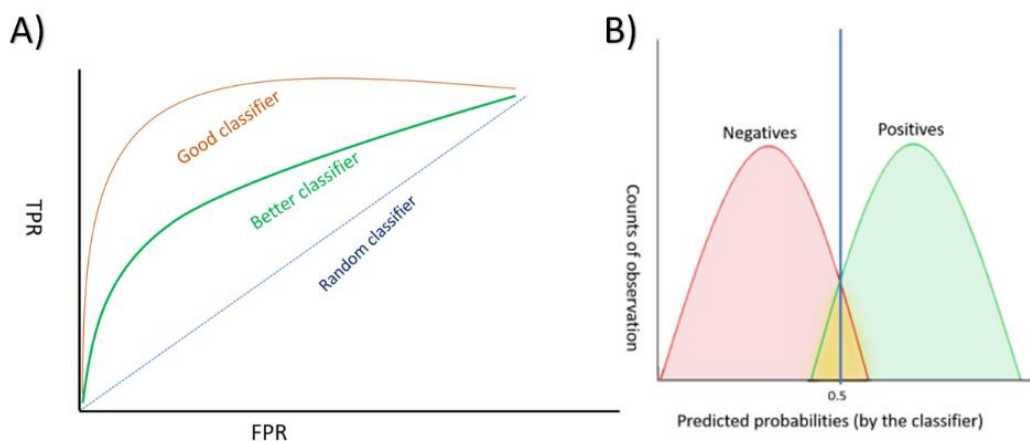 A)
Good classifier
Better classifier
Random classifier
TPR
FPR
B)
Negatives
Positives
Counts of observation
0.5
Predicted probabilities (by the classifier)